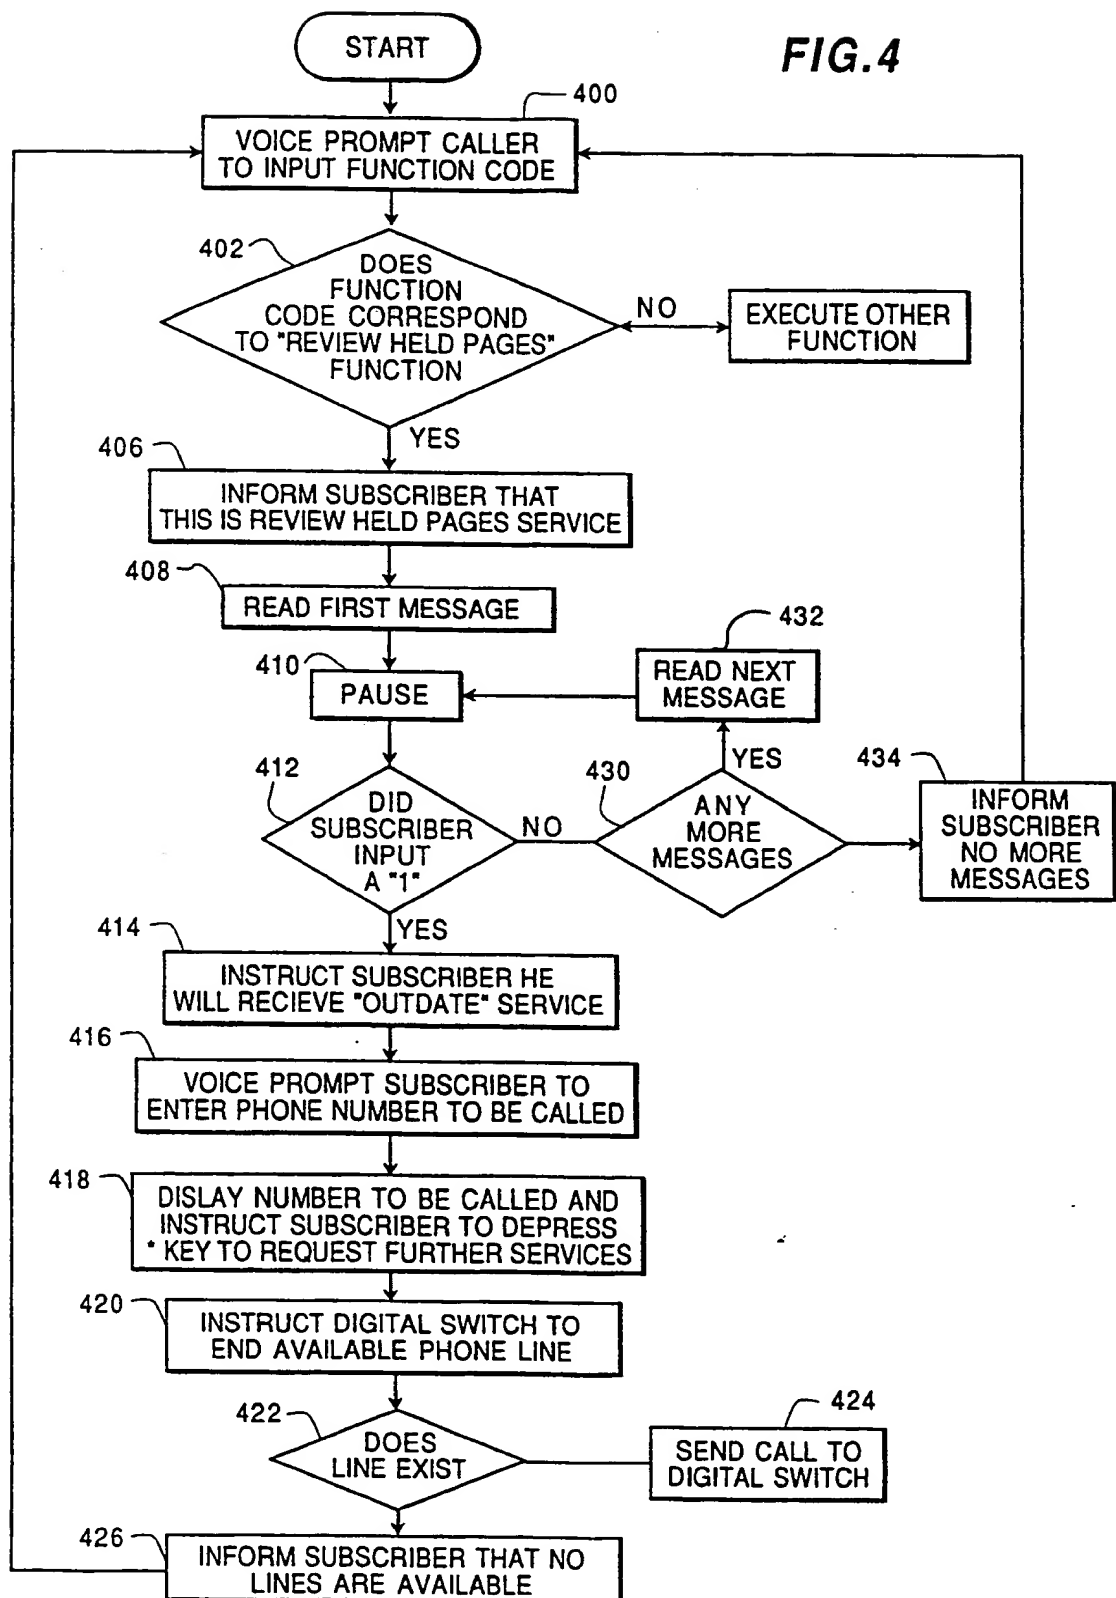 START
FIG.4
400
VOICE PROMPT CALLER
TO INPUT FUNCTION CODE
402
DOES
FUNCTION
CODE CORRESPOND
TO "REVIEW HELD PAGES"
FUNCTION
NO
EXECUTE OTHER
FUNCTION
YES
406
INFORM SUBSCRIBER THAT
THIS IS REVIEW HELD PAGES SERVICE
408
READ FIRST MESSAGE
410
PAUSE
432
READ NEXT
MESSAGE
412
DID
SUBSCRIBER
INPUT
A "1"
NO
430
ANY
MORE
MESSAGES
YES
434
INFORM
SUBSCRIBER
NO MORE
MESSAGES
YES
414
INSTRUCT SUBSCRIBER HE
WILL RECIEVE "OUTDATE" SERVICE
416
VOICE PROMPT SUBSCRIBER TO
ENTER PHONE NUMBER TO BE CALLED
418
DISLAY NUMBER TO BE CALLED AND
INSTRUCT SUBSCRIBER TO DEPRESS
* KEY TO REQUEST FURTHER SERVICES
420
INSTRUCT DIGITAL SWITCH TO
END AVAILABLE PHONE LINE
422
DOES
LINE EXIST
424
SEND CALL TO
DIGITAL SWITCH
426
INFORM SUBSCRIBER THAT NO
LINES ARE AVAILABLE